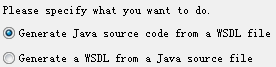 Please specify what you want to do.
Generate Java source code from a WSDL file
Generate a WSDL from a Java source file